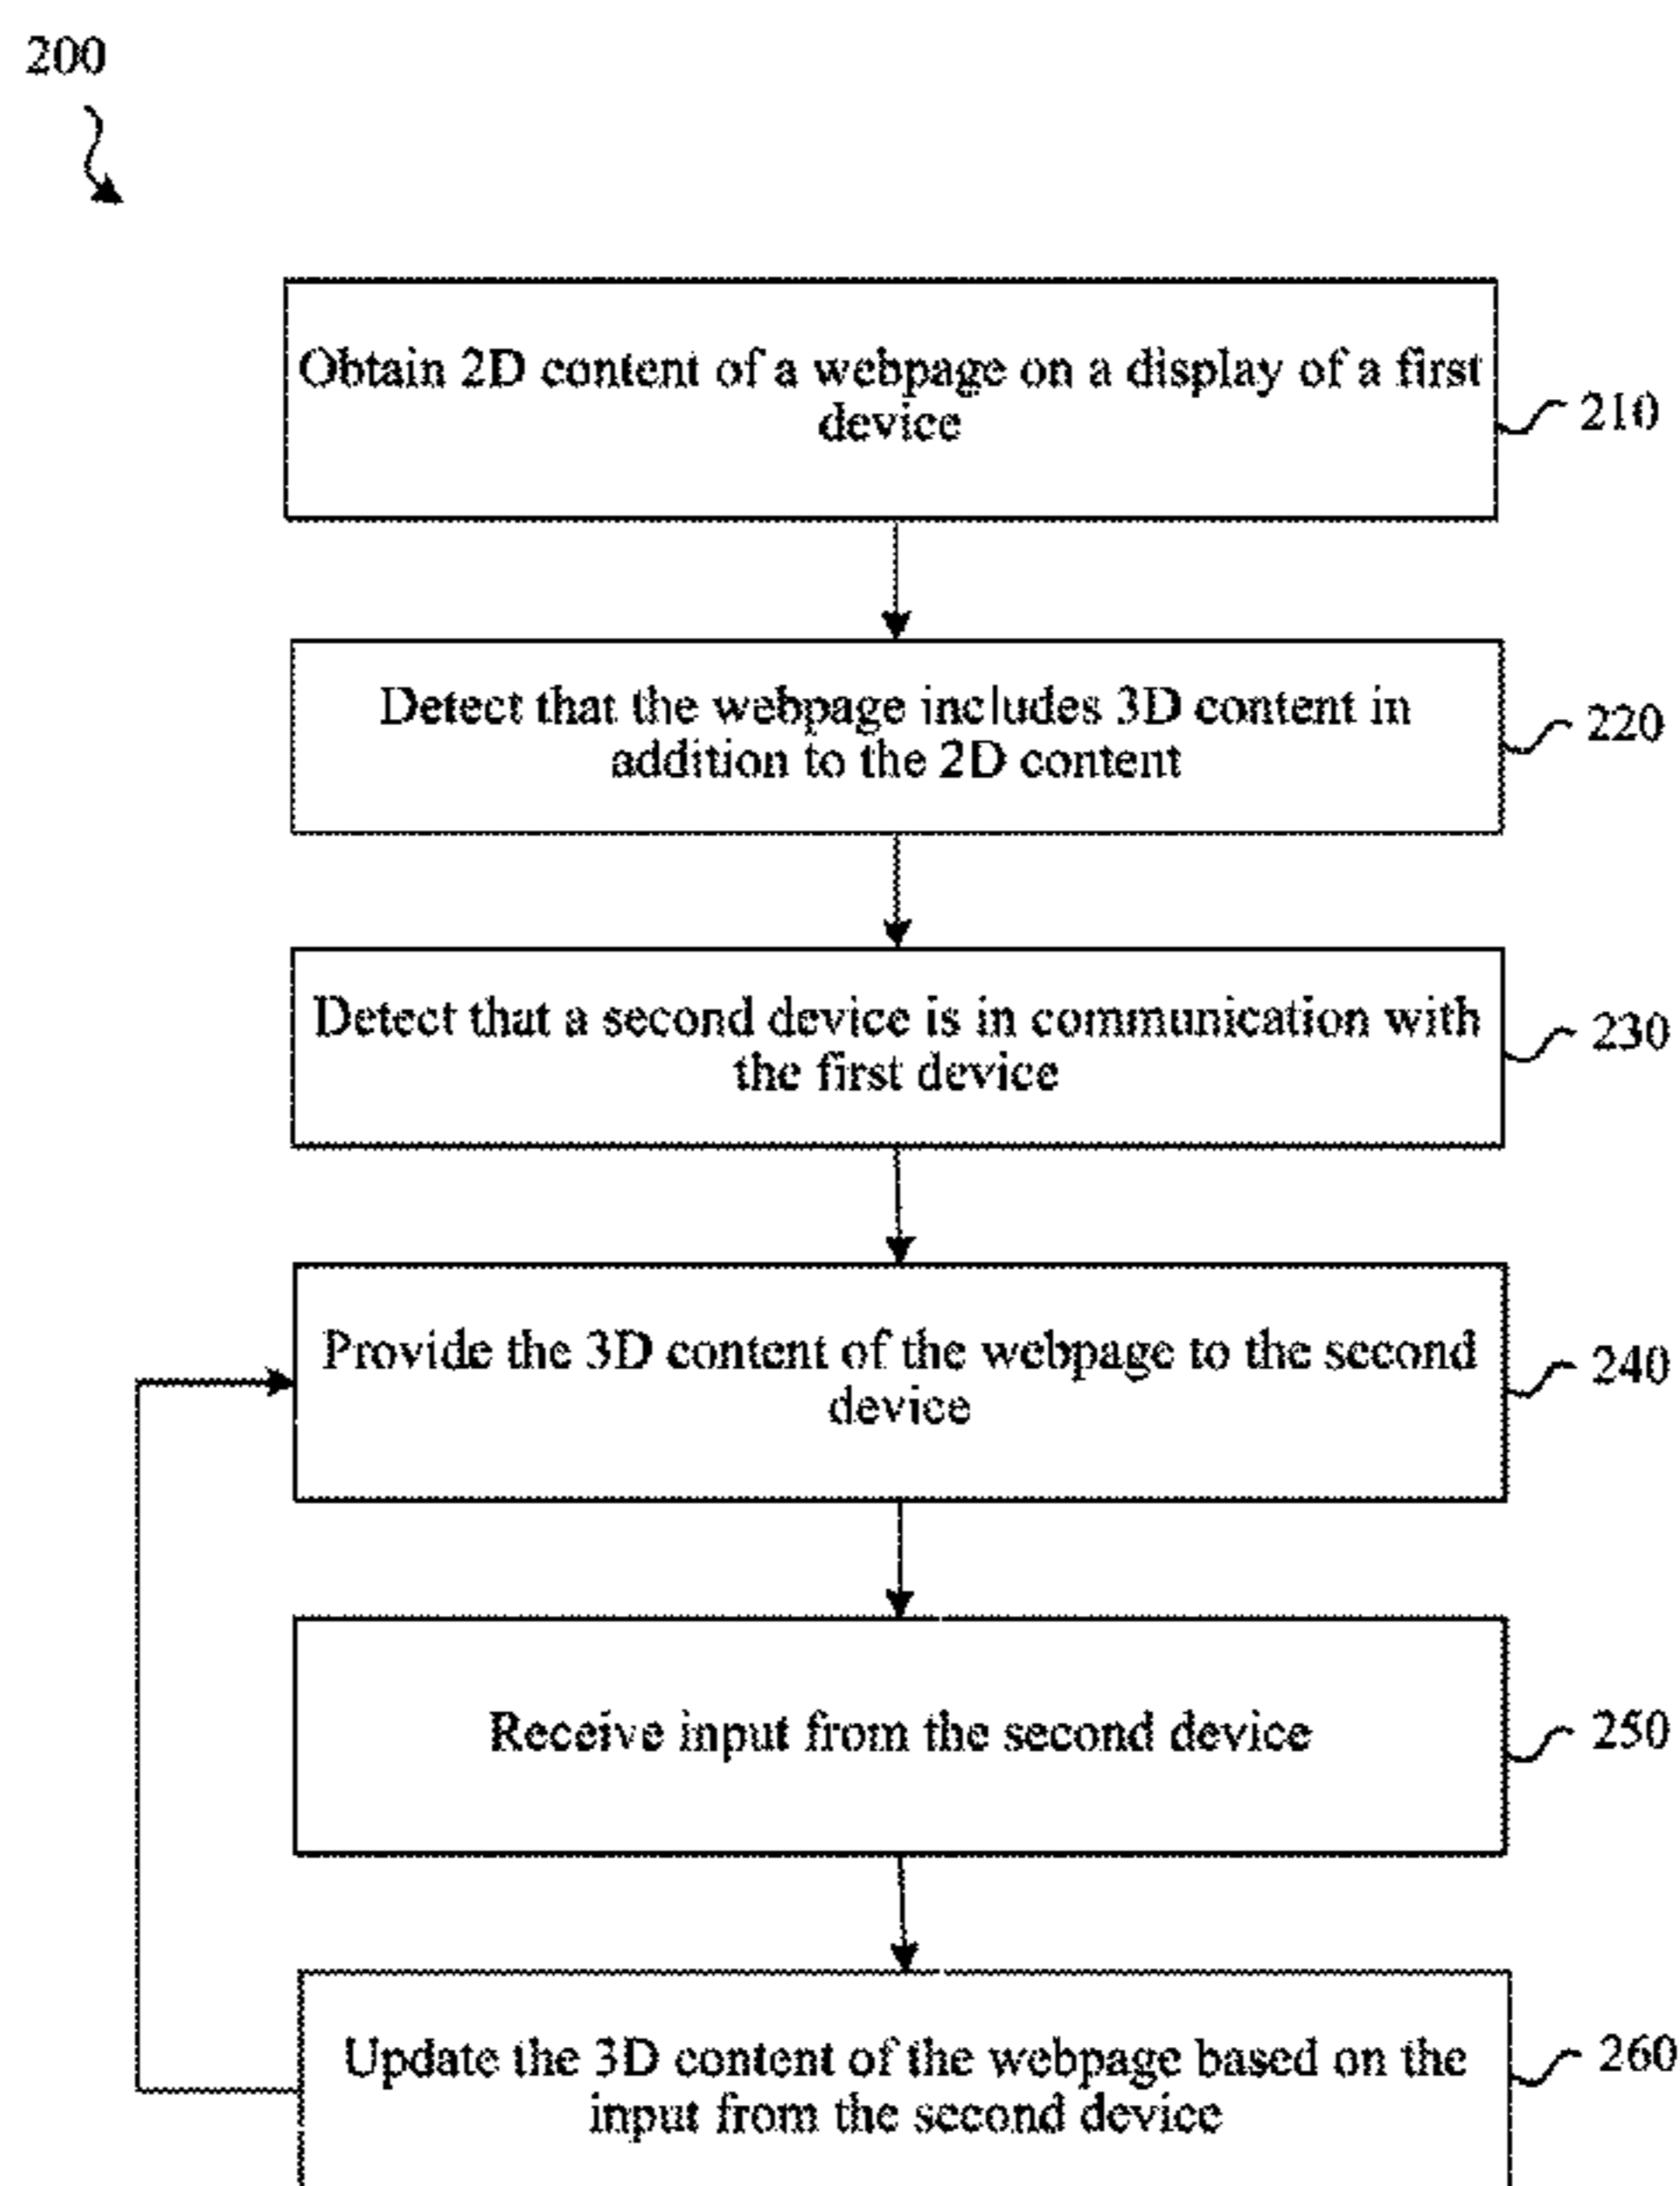 200
Obtain 2D content of a webpage on a display of a first
device
210
Detect that the webpage includes 3D content in
addition to the 2D content
220
Detect that a second device is in communication with
the first device
230
Provide the 3D content of the webpage to the second
device
240
Receive input from the second device
250
Update the 3D content of the webpage based on the
input from the second device
260